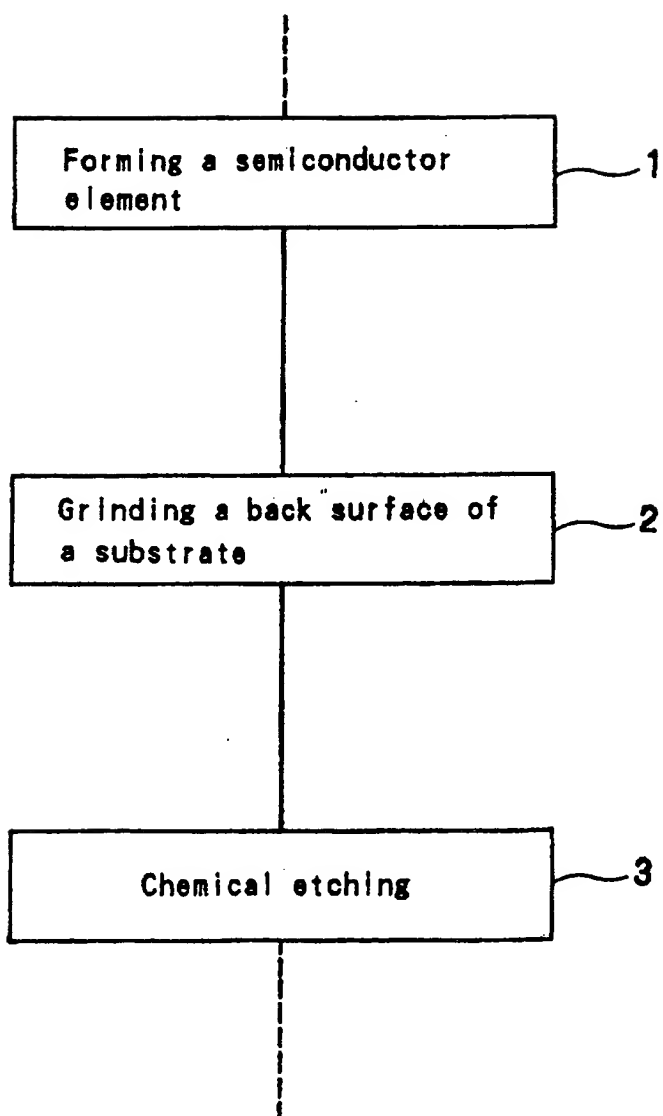 Forming a semiconductor
element
1
Grinding a back surface of
a substrate
2
Chemical etching
3